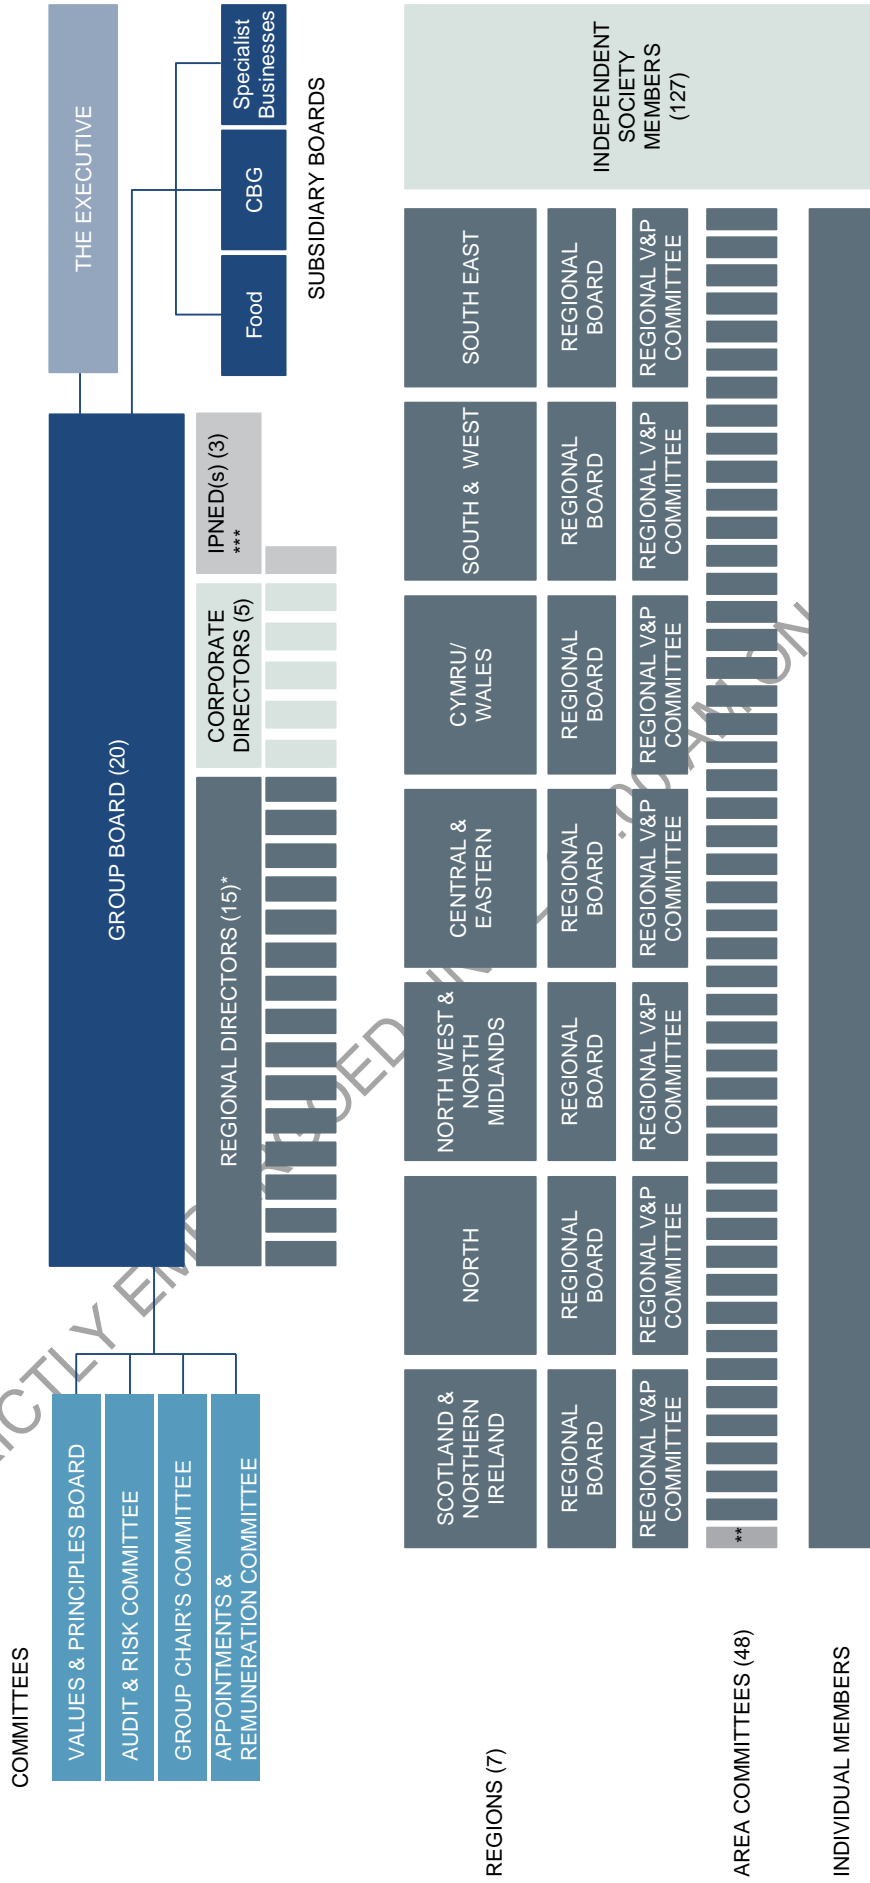 COMMITTEES
VALUES & PRINCIPLES BOARD
AUDIT & RISK COMMITTEE
GROUP CHAIR'S COMMITTEE
APPOINTMENTS &
REMUNERATION COMMITTEE
GROUP BOARD (20)
REGIONAL DIRECTORS (15)*
CORPORATE
DIRECTORS (5)
IPNED(s) (3)
***
THE EXECUTIVE
Food
CBG
Specialist
Businesses
SUBSIDIARY BOARDS
REGIONS (7)
SCOTLAND &
NORTHERN
IRELAND
NORTH
NORTH WEST &
NORTH
MIDLANDS
CENTRAL &
EASTERN
CYMRU/
WALES
SOUTH & WEST
SOUTH EAST
REGIONAL
BOARD
REGIONAL
BOARD
REGIONAL
BOARD
REGIONAL
BOARD
REGIONAL
BOARD
REGIONAL
BOARD
REGIONAL
BOARD
REGIONAL V&P
COMMITTEE
REGIONAL V&P
COMMITTEE
REGIONAL V&P
COMMITTEE
REGIONAL V&P
COMMITTEE
REGIONAL V&P
COMMITTEE
REGIONAL V&P
COMMITTEE
REGIONAL V&P
COMMITTEE
INDEPENDENT
SOCIETY
MEMBERS
(127)
AREA COMMITTEES (48)
**
INDIVIDUAL MEMBERS